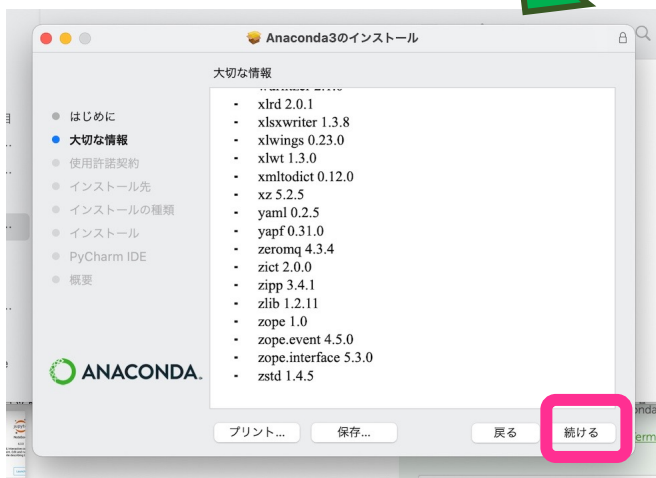 Anaconda3のインストール
大切な情報
はじめに
大切な情報
使用許諾契約
インストール先
インストールの種類
インストール
PyCharm IDE
概要
ANACONDA.
- xlrd 2.0.1
- xlsxwriter 1.3.8
- xlwings 0.23.0
- xlwt 1.3.0
- xmltodict 0.12.0
- xz 5.2.5
- yaml 0.2.5
- yapf 0.31.0
- zeromq 4.3.4
- zict 2.0.0
- zipp 3.4.1
- zlib 1.2.11
- zope 1.0
- zope.event 4.5.0
- zope.interface 5.3.0
- zstd 1.4.5
プリント... 保存... 戻る 続ける